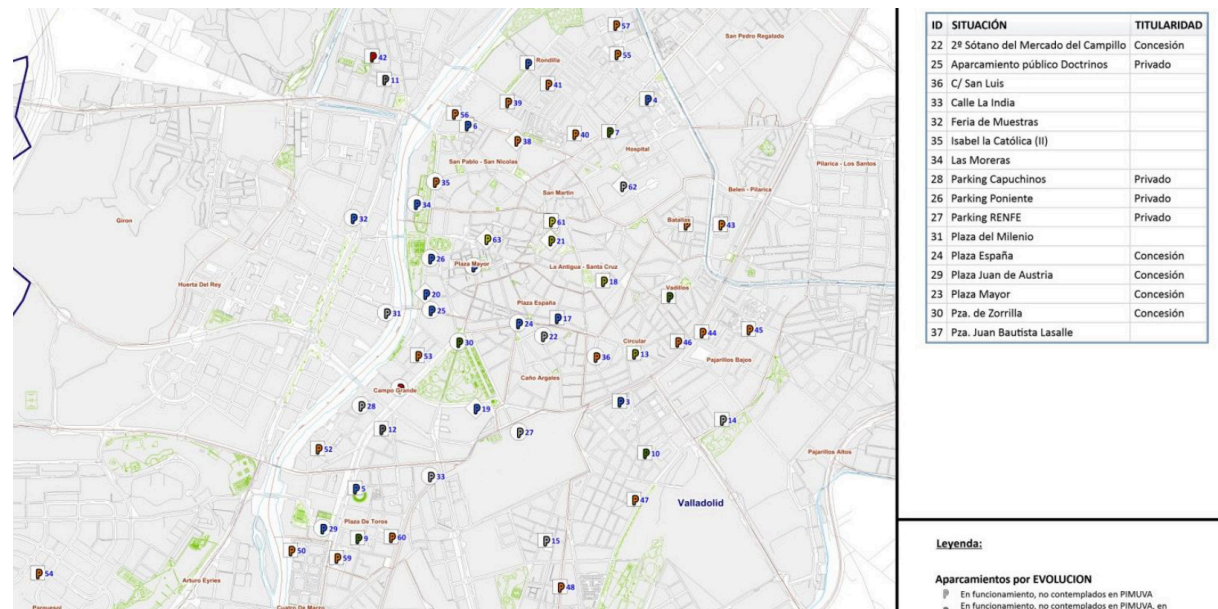 57
San Pedro Regalado
42
55
Rondilla
11
41
39
4
56
6
40
7
38
Hospital
San Pablo - San Nicolas
Pilarica - Los Santos
35
62
Belen - Pilarica
San Martin
34
32
61
Batallas
43
Giron
63
21
26
Plaza Mayor
La Antigua - Santa Cruz
18
Huerta Del Rey
Vadillos
20
Plaza España
31
25
24
17
22
44
45
30
46
Circular
53
36
13
Pajarillos Bajos
Caño Argales
Campo Grande
28
19
3
12
27
14
52
10
Pajarillos Altos
33
5
47
Valladolid
Plaza De Toros
29
9
60
15
50
59
54
48
Arturo Eyries
Parquesol
Cuatro De Marzo
ID SITUACIÓN TITULARIDAD
22 2º Sótano del Mercado del Campillo Concesión
25 Aparcamiento público Doctrinos Privado
36 C/ San Luis
33 Calle La India
32 Feria de Muestras
35 Isabel la Católica (II)
34 Las Moreras
28 Parking Capuchinos Privado
26 Parking Poniente Privado
27 Parking RENFE Privado
31 Plaza del Milenio
24 Plaza España Concesión
29 Plaza Juan de Austria Concesión
23 Plaza Mayor Concesión
30 Pza. de Zorrilla Concesión
37 Pza. Juan Bautista Lasalle
Leyenda:
Aparcamientos por EVOLUCION
En funcionamiento, no contemplados en PIMUVA
En funcionamiento, no contemplados en PIMUVA, en